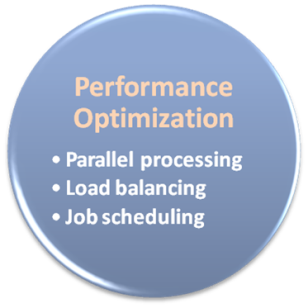 Performance
Optimization
• Parallel processing
• Load balancing
• Job scheduling